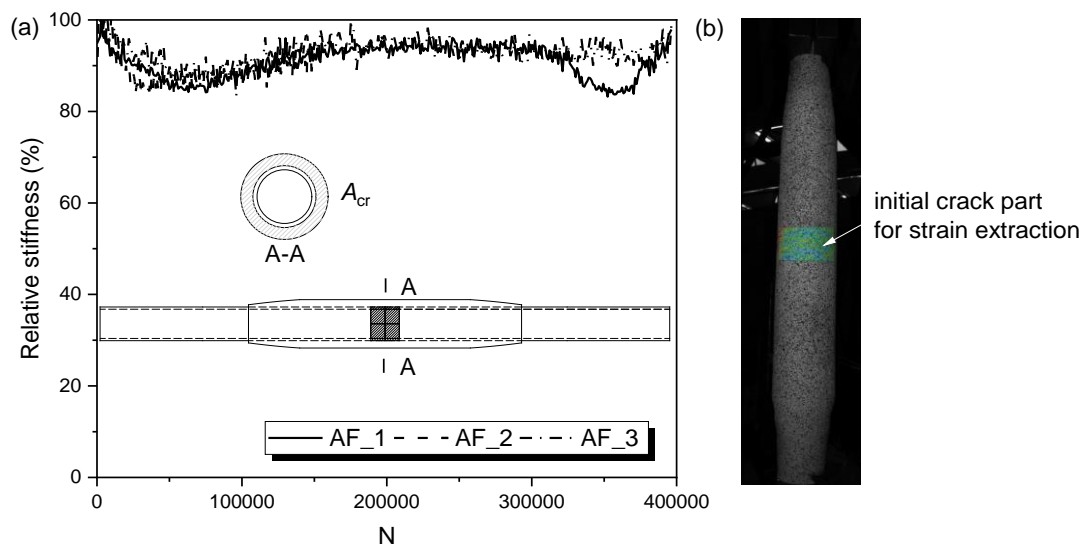 (a)
100
80
60
40
20
0
Relative stiffness (%)
A_cr
A-A
A
A
AF_1
AF_2
AF_3
0
100000
200000
300000
400000
N
(b)
initial crack part
for strain extraction